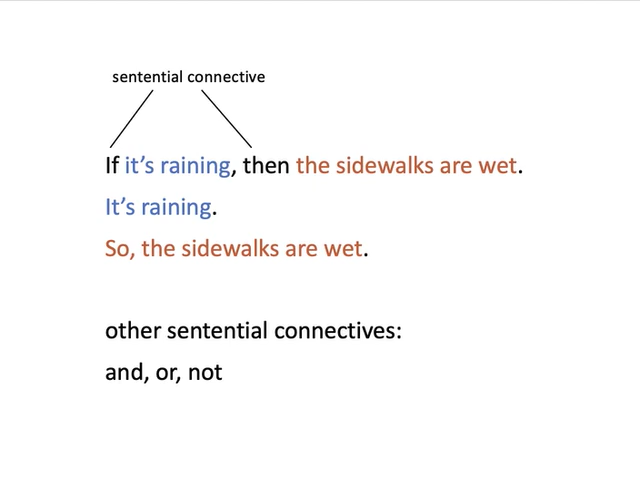 sentential connective
If it’s raining, then the sidewalks are wet.
It’s raining.
So, the sidewalks are wet.
other sentential connectives:
and, or, not